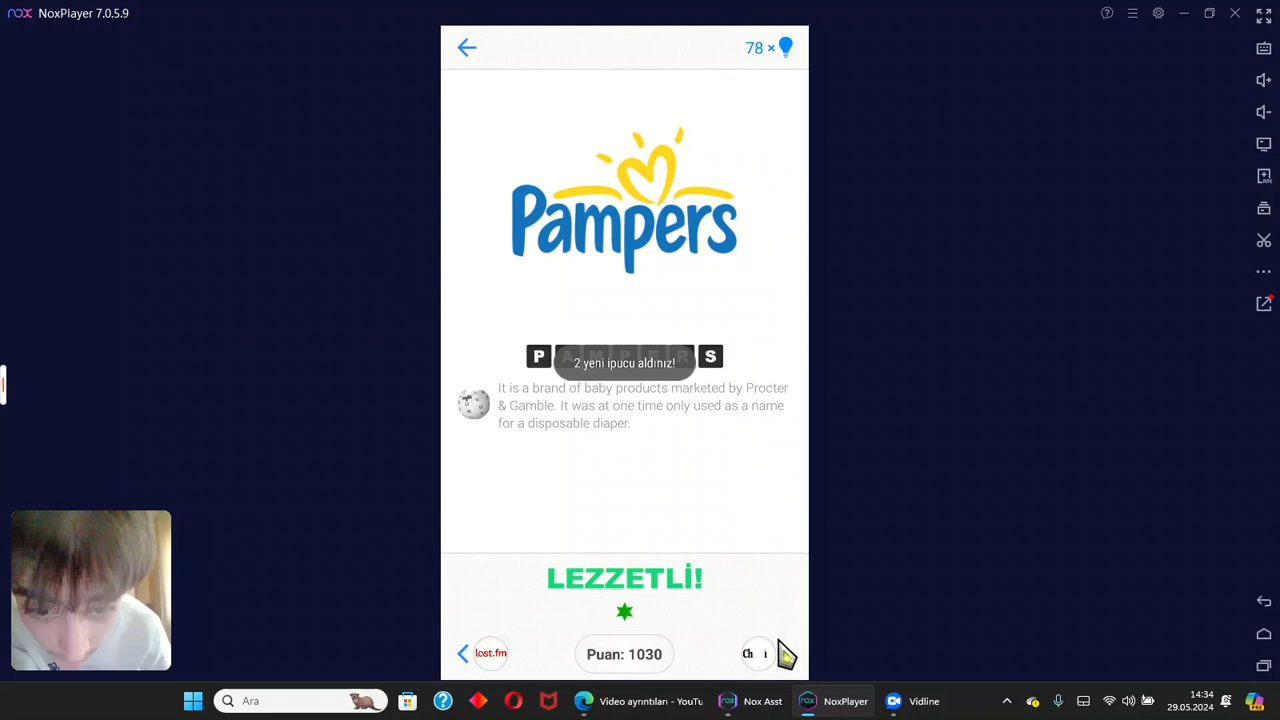 NoxPlayer 7.0.5.9
78 ×
Pampers
P A M P E R S
2 yeni ipucu aldınız!
It is a brand of baby products marketed by Procter
& Gamble. It was at one time only used as a name
for a disposable diaper.
LEZZETLİ!
lost.fm
Puan: 1030
Ch i
Ara
Video ayrıntıları - YouTu
Nox Asst
NoxPlayer
Vidline
14:34
29.05.2024